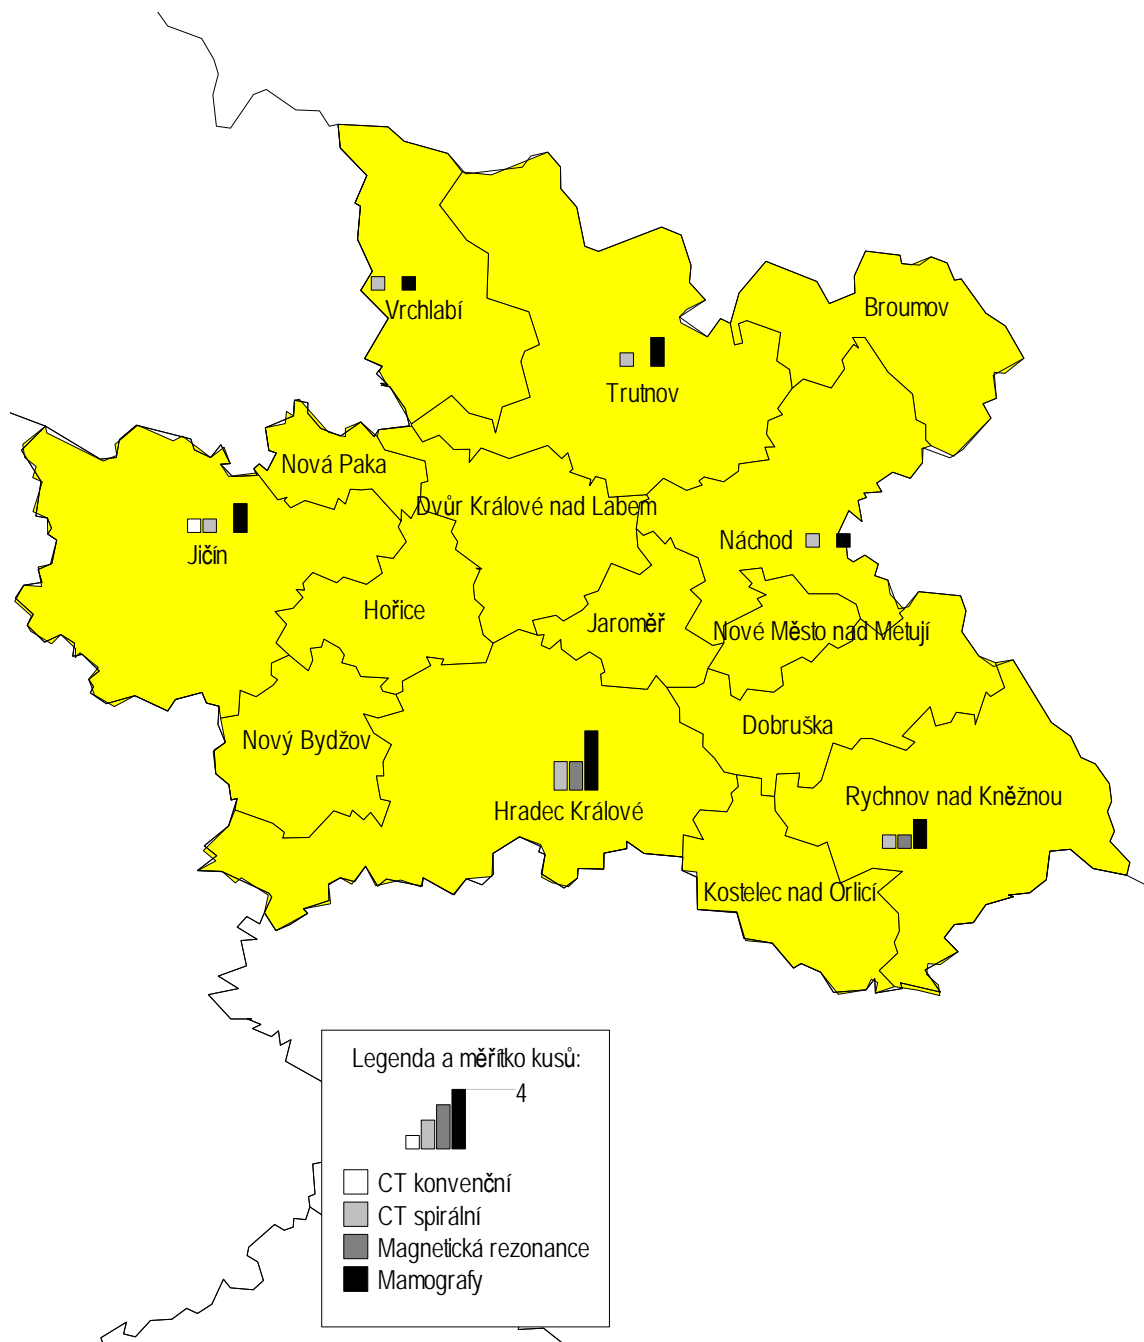 Broumov
Vrchlabí
Trutnov
Nová Paka
Dvůr Králové nad Labem
Náchod
Jičín
Hořice
Jaroměř
Nové Město nad Metují
Dobruška
Nový Bydžov
Rychnov nad Kněžnou
Hradec Králové
Kostelec nad Orlicí
Legenda a měřítko kusů:
4
CT konvenční
CT spirální
Magnetická rezonance
Mamografy